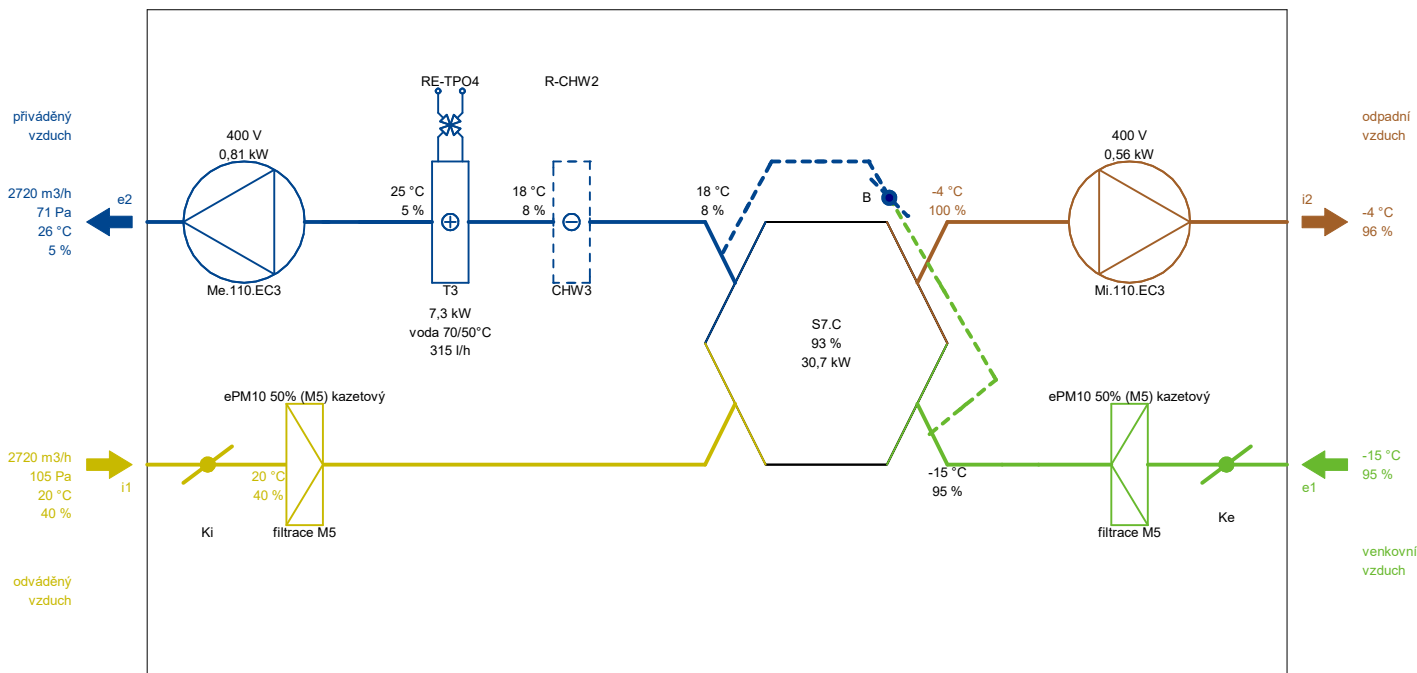 RE-TPO4
R-CHW2
přiváděný
vzduch
400 V
0,81 kW
400 V
0,56 kW
odpadní
vzduch
2720 m3/h
71 Pa
26 °C
5 %
e2
25 °C
5 %
18 °C
8 %
18 °C
8 %
B
-4 °C
100 %
i2
-4 °C
96 %
Me.110.EC3
T3
CHW3
Mi.110.EC3
7,3 kW
voda 70/50°C
315 l/h
S7.C
93 %
30,7 kW
ePM10 50% (M5) kazetový
ePM10 50% (M5) kazetový
2720 m3/h
105 Pa
20 °C
40 %
i1
20 °C
40 %
-15 °C
95 %
-15 °C
95 %
e1
Ki
filtrace M5
filtrace M5
Ke
odváděný
vzduch
venkovní
vzduch